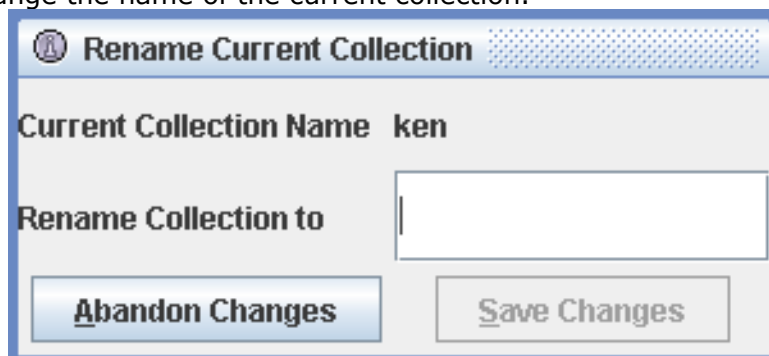 the name of the current collection.
Rename Current Collection
Current Collection Name ken
Rename Collection to
Abandon Changes
Save Changes